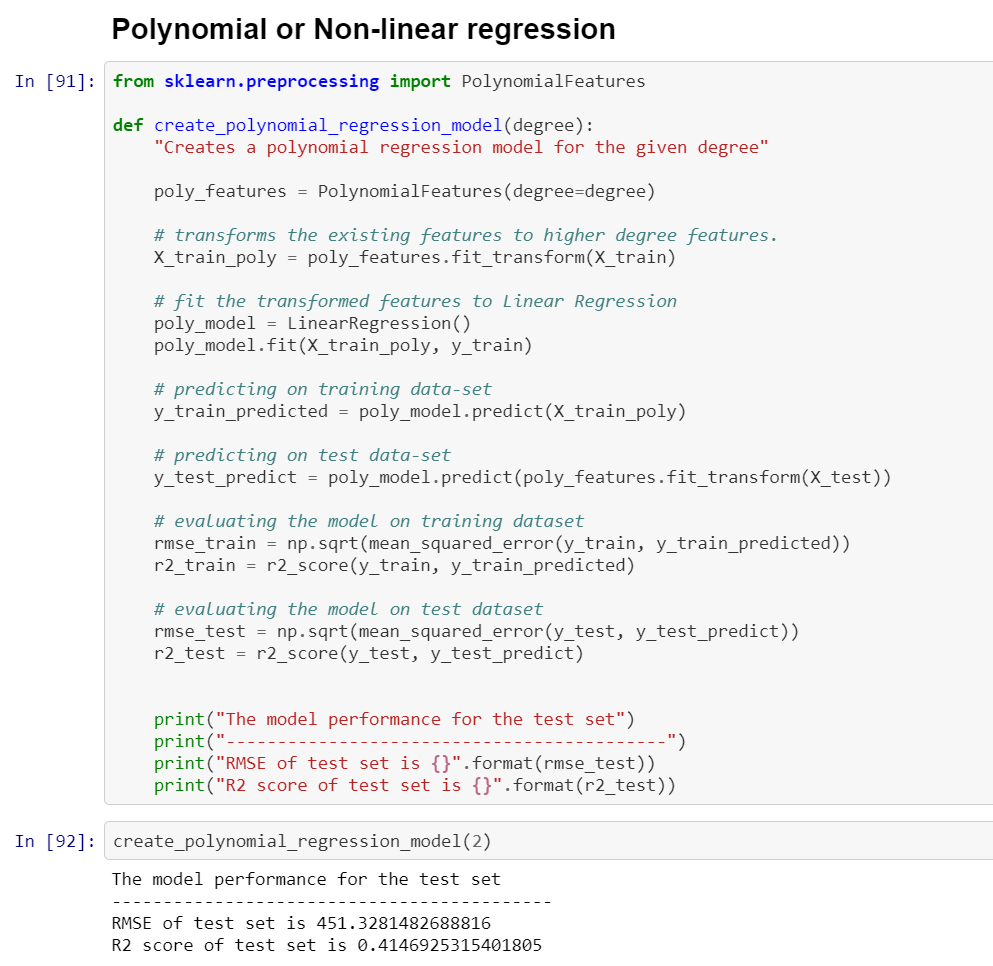 Polynomial or Non-linear regression
In [91]: from sklearn.preprocessing import PolynomialFeatures
def create_polynomial_regression_model(degree):
"Creates a polynomial regression model for the given degree"
poly_features = PolynomialFeatures(degree=degree)
# transforms the existing features to higher degree features.
X_train_poly = poly_features.fit_transform(X_train)
# fit the transformed features to Linear Regression
poly_model = LinearRegression()
poly_model.fit(X_train_poly, y_train)
# predicting on training data-set
y_train_predicted = poly_model.predict(X_train_poly)
# predicting on test data-set
y_test_predict = poly_model.predict(poly_features.fit_transform(X_test))
# evaluating the model on training dataset
rmse_train = np.sqrt(mean_squared_error(y_train, y_train_predicted))
r2_train = r2_score(y_train, y_train_predicted)
# evaluating the model on test dataset
rmse_test = np.sqrt(mean_squared_error(y_test, y_test_predict))
r2_test = r2_score(y_test, y_test_predict)
print("The model performance for the test set")
print("-------------------------------------------")
print("RMSE of test set is {}".format(rmse_test))
print("R2 score of test set is {}".format(r2_test))
In [92]: create_polynomial_regression_model(2)
The model performance for the test set
-------------------------------------------
RMSE of test set is 451.3281482688816
R2 score of test set is 0.4146925315401805